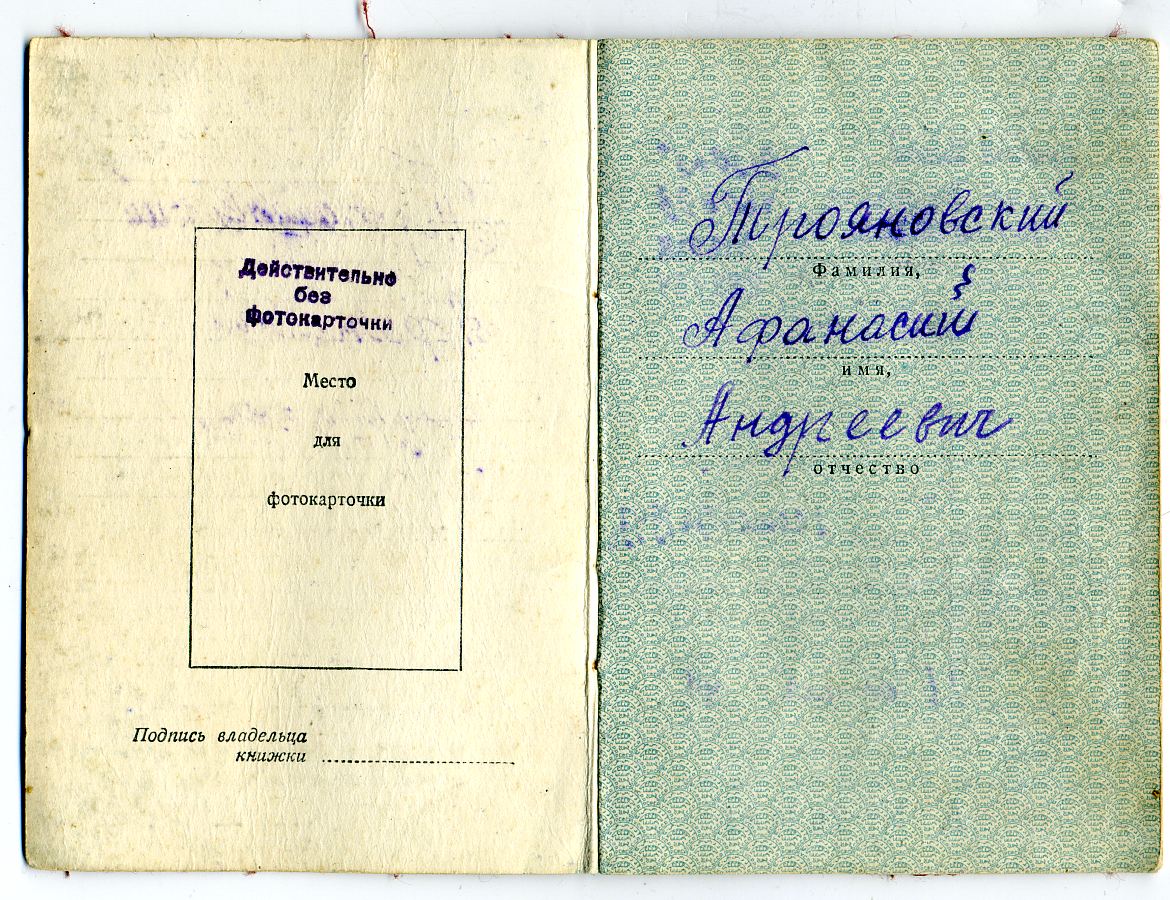 Действительно
без
фотокарточки
Место
для
фотокарточки
Подпись владельца
книжки
Трояновский
Фамилия,
Афанасий
имя,
Андреевич
отчество